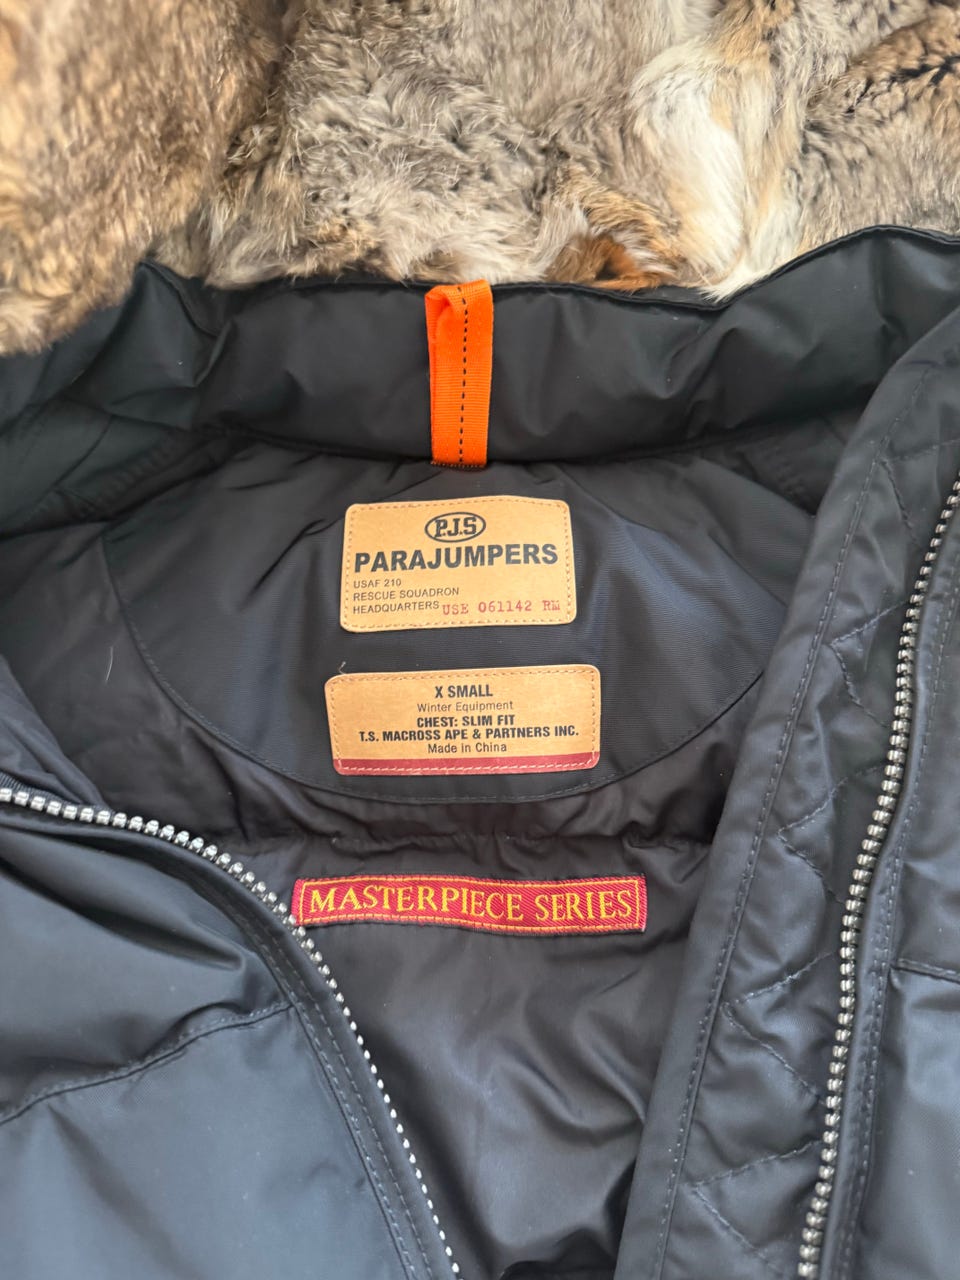 P.J.S
PARAJUMPERS
USAF 210
RESCUE SQUADRON
HEADQUARTERS USE 061142 RM
X SMALL
Winter Equipment
CHEST: SLIM FIT
T.S. MACROSS APE & PARTNERS INC.
Made in China
MASTERPIECE SERIES